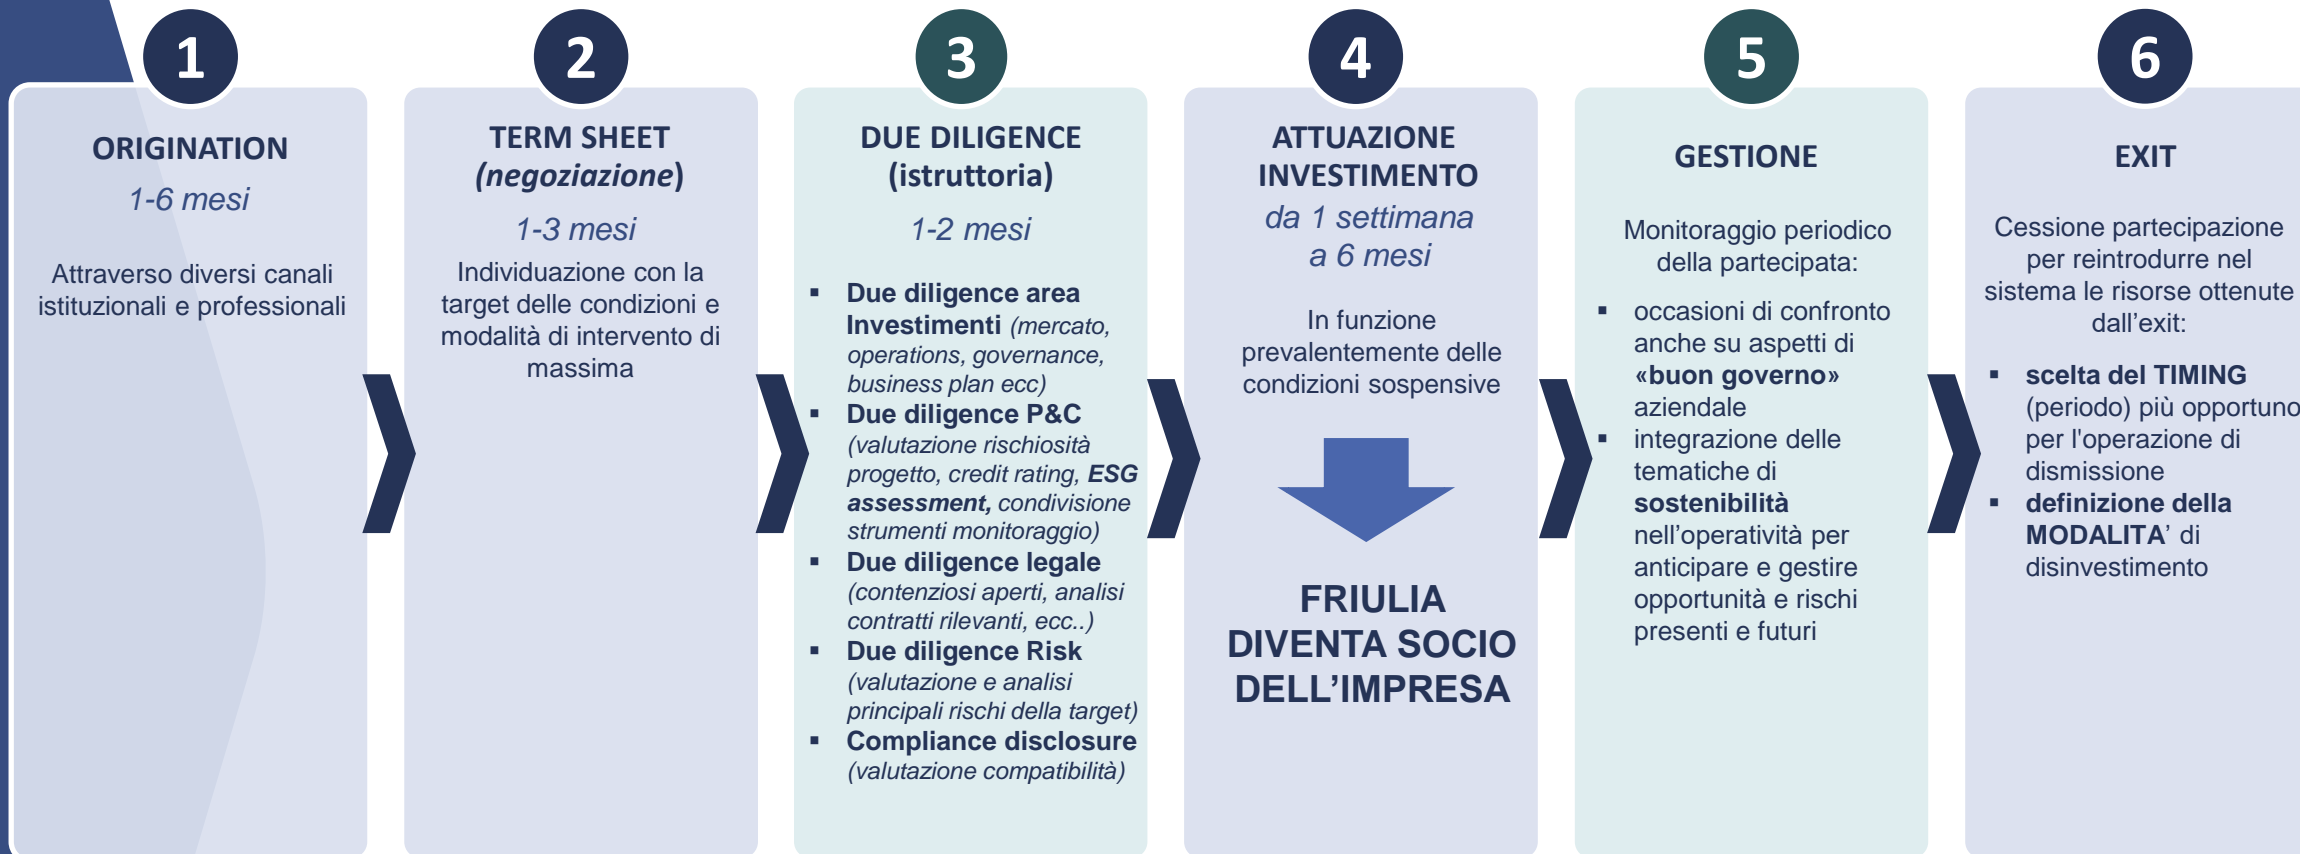 1
ORIGINATION
1-6 mesi
Attraverso diversi canali
istituzionali e professionali
2
TERM SHEET
(negoziazione)
1-3 mesi
Individuazione con la
target delle condizioni e
modalità di intervento di
massima
3
DUE DILIGENCE
(istruttoria)
1-2 mesi
▪ Due diligence area
Investimenti (mercato,
operations, governance,
business plan ecc)
▪ Due diligence P&C
(valutazione rischiosità
progetto, credit rating, ESG
assessment, condivisione
strumenti monitoraggio)
▪ Due diligence legale
(contenziosi aperti, analisi
contratti rilevanti, ecc..)
▪ Due diligence Risk
(valutazione e analisi
principali rischi della target)
▪ Compliance disclosure
(valutazione compatibilità)
4
ATTUAZIONE
INVESTIMENTO
da 1 settimana
a 6 mesi
In funzione
prevalentemente delle
condizioni sospensive
FRIULIA
DIVENTA SOCIO
DELL’IMPRESA
5
GESTIONE
Monitoraggio periodico
della partecipata:
▪ occasioni di confronto
anche su aspetti di
«buon governo»
aziendale
▪ integrazione delle
tematiche di
sostenibilità
nell’operatività per
anticipare e gestire
opportunità e rischi
presenti e futuri
6
EXIT
Cessione partecipazione
per reintrodurre nel
sistema le risorse ottenute
dall’exit:
▪ scelta del TIMING
(periodo) più opportuno
per l'operazione di
dismissione
▪ definizione della
MODALITA’ di
disinvestimento